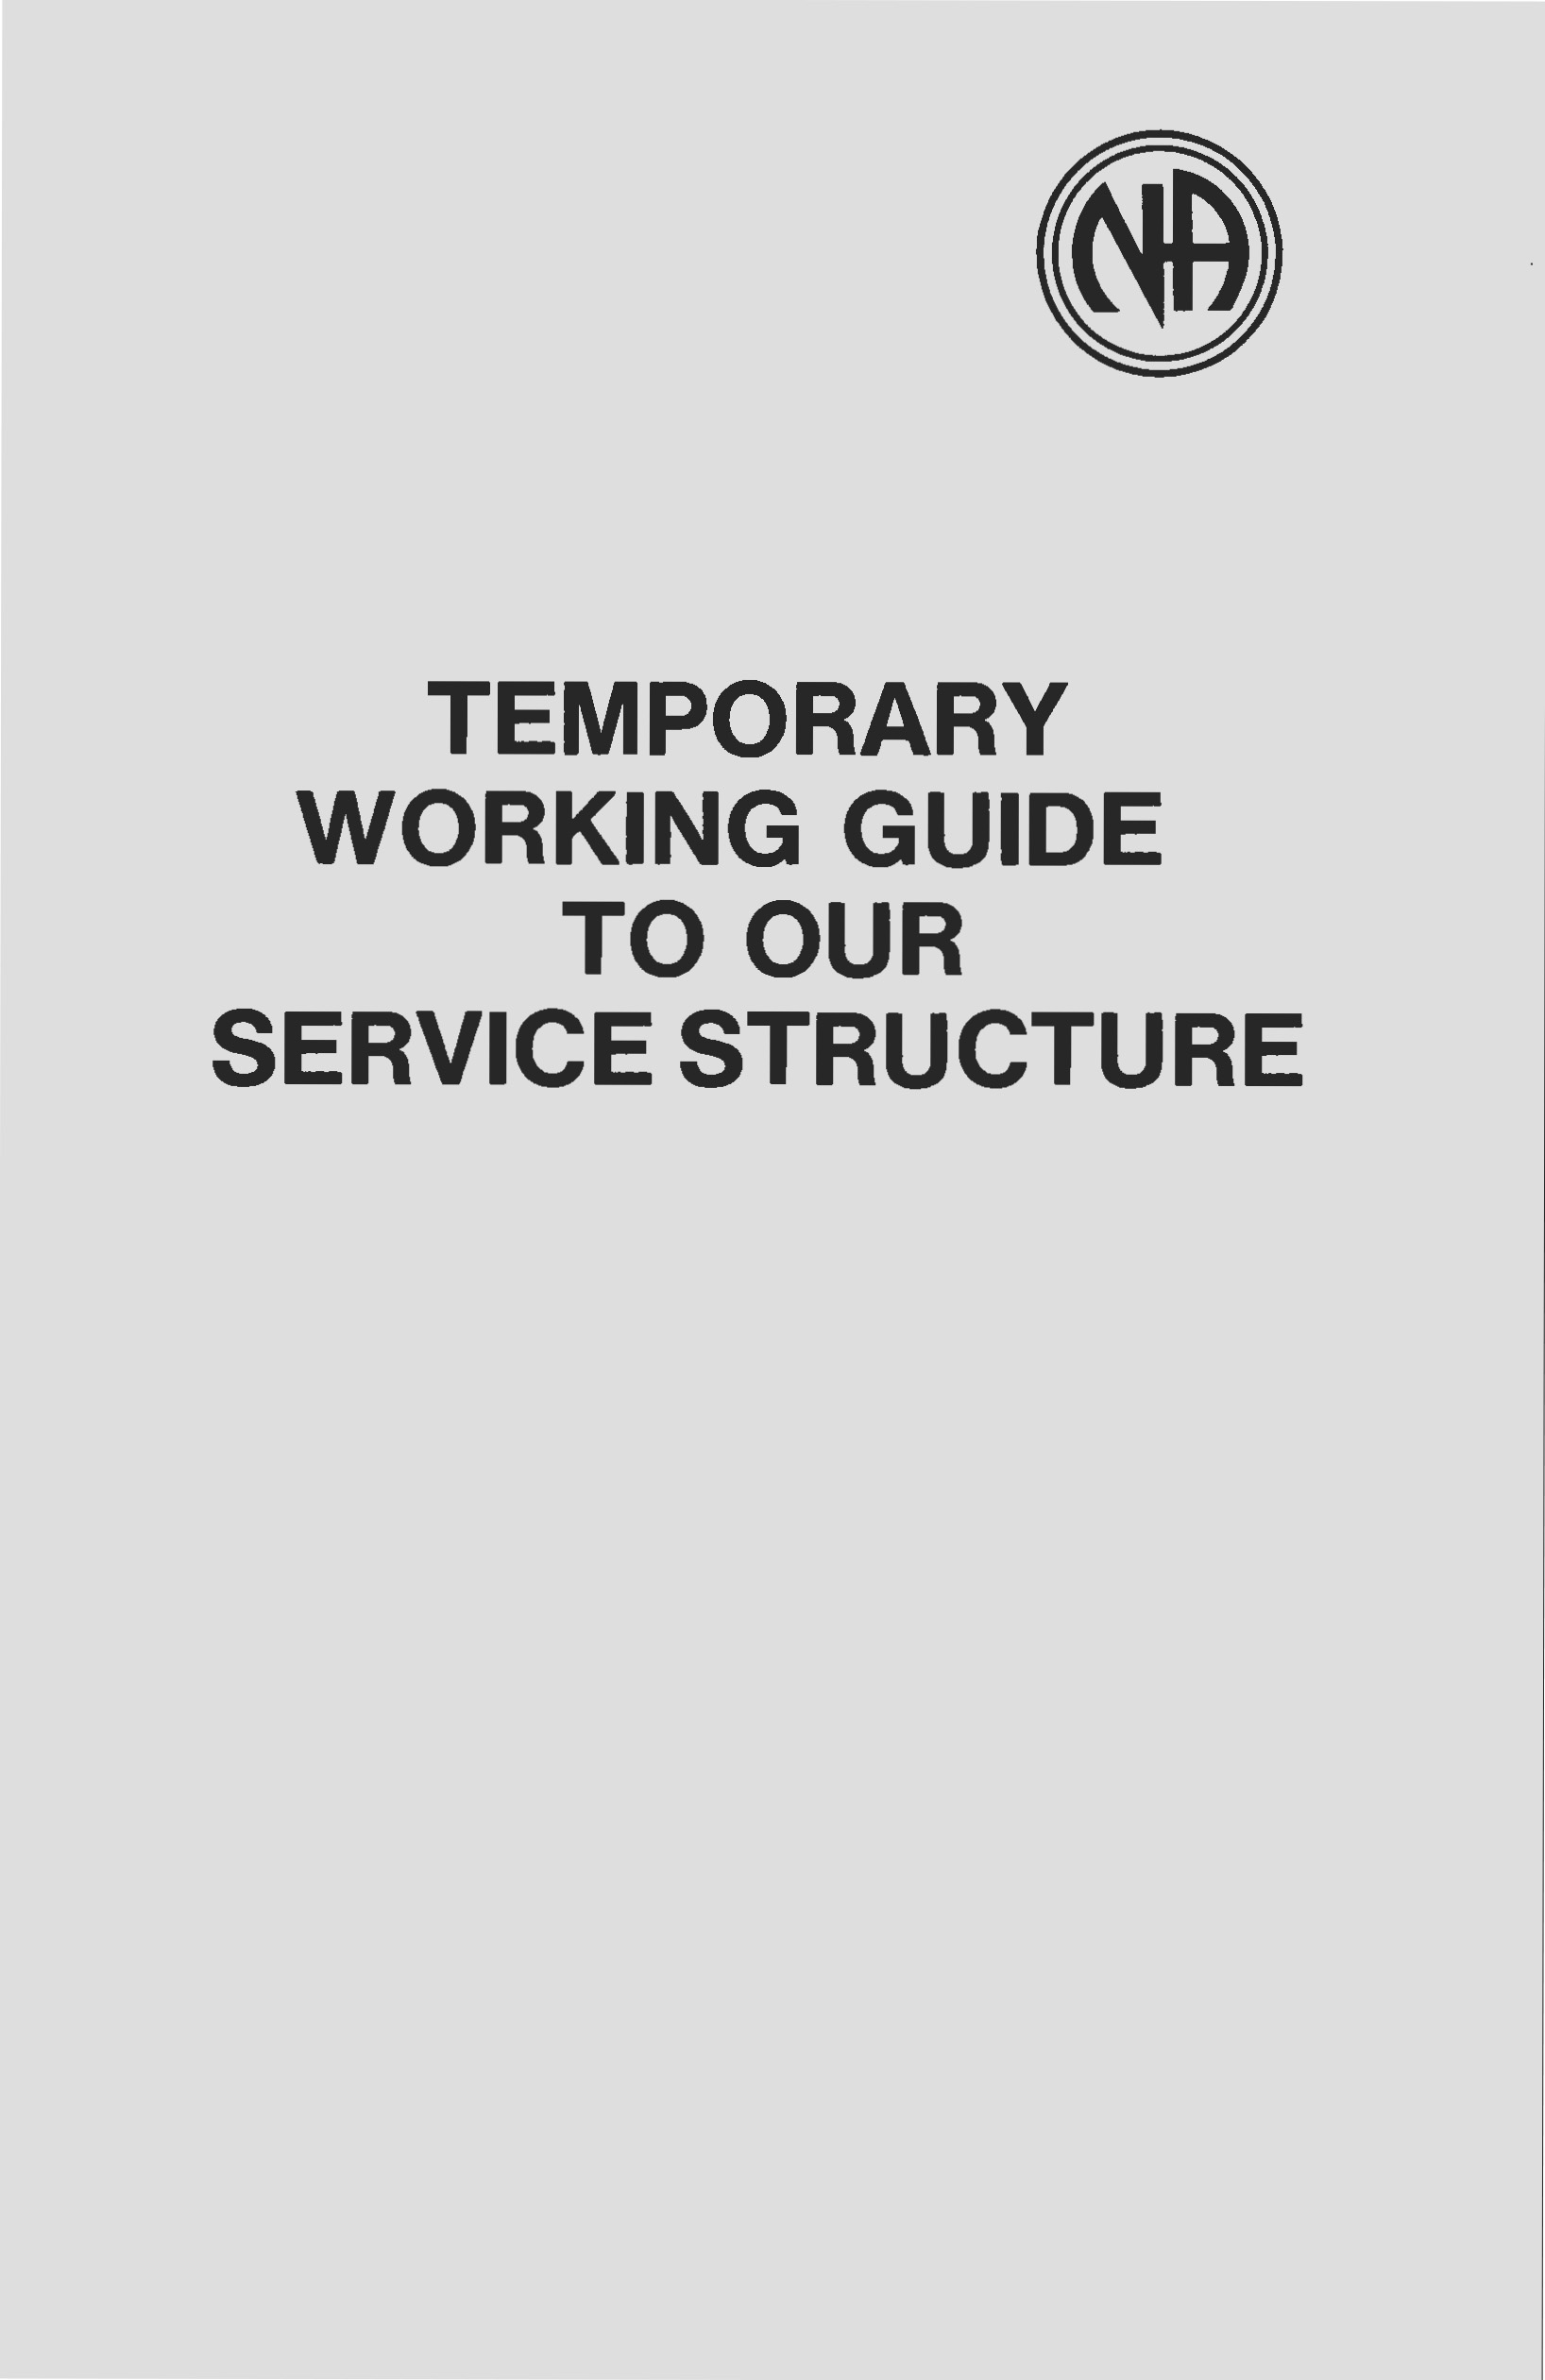 NA
TEMPORARY
WORKING GUIDE
TO OUR
SERVICE STRUCTURE